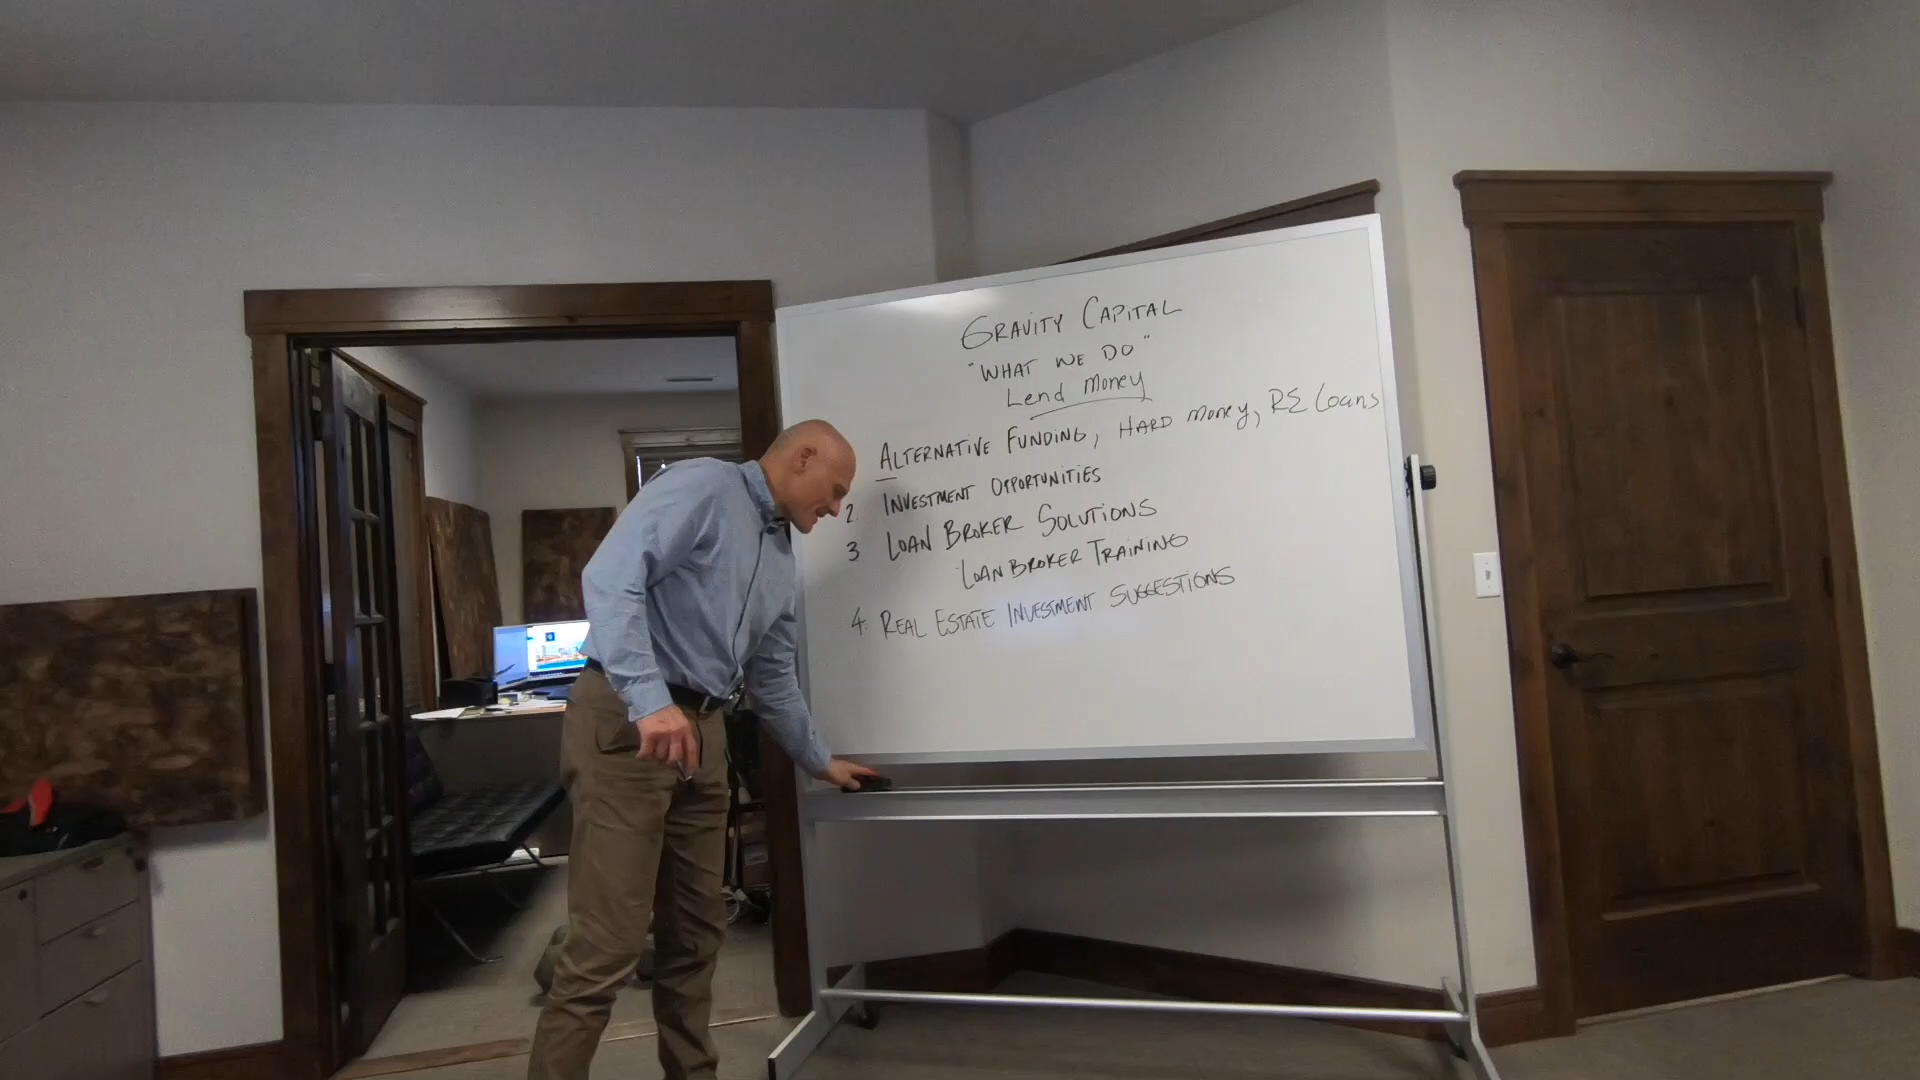 GRAVITY CAPITAL
"WHAT WE DO"
Lend Money
ALTERNATIVE FUNDING, HARD MONEY, RE Loans
2. INVESTMENT OPPORTUNITIES
3 LOAN BROKER SOLUTIONS
LOAN BROKER TRAINING
4. REAL ESTATE INVESTMENT SUGGESTIONS